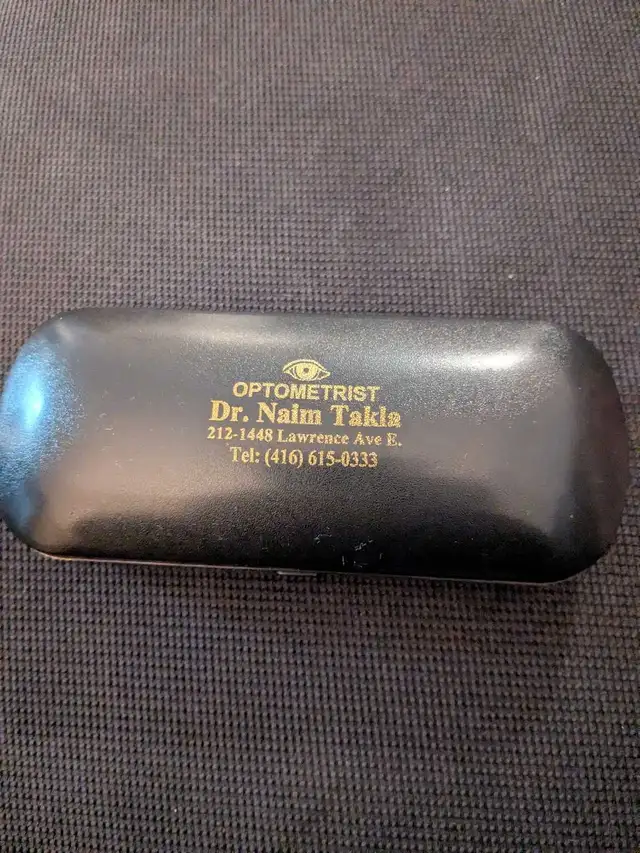 OPTOMETRIST
Dr. Naim Takla
212-1448 Lawrence Ave E.
Tel: (416) 615-0333